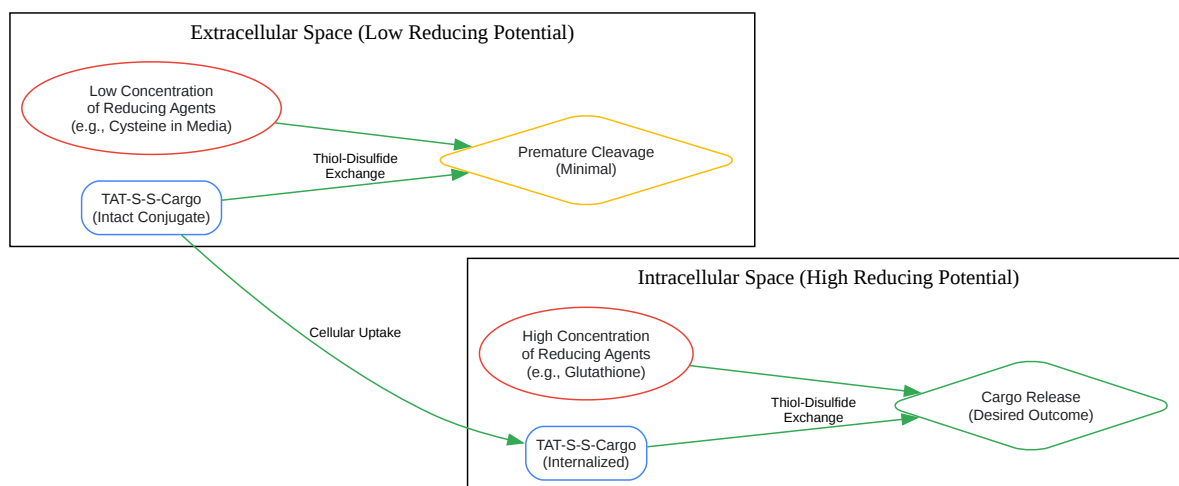 Extracellular Space (Low Reducing Potential)
Low Concentration
of Reducing Agents
(e.g., Cysteine in Media)
Thiol-Disulfide
Exchange
Premature Cleavage
(Minimal)
TAT-S-S-Cargo
(Intact Conjugate)
Cellular Uptake
Intracellular Space (High Reducing Potential)
High Concentration
of Reducing Agents
(e.g., Glutathione)
Thiol-Disulfide
Exchange
Cargo Release
(Desired Outcome)
TAT-S-S-Cargo
(Internalized)